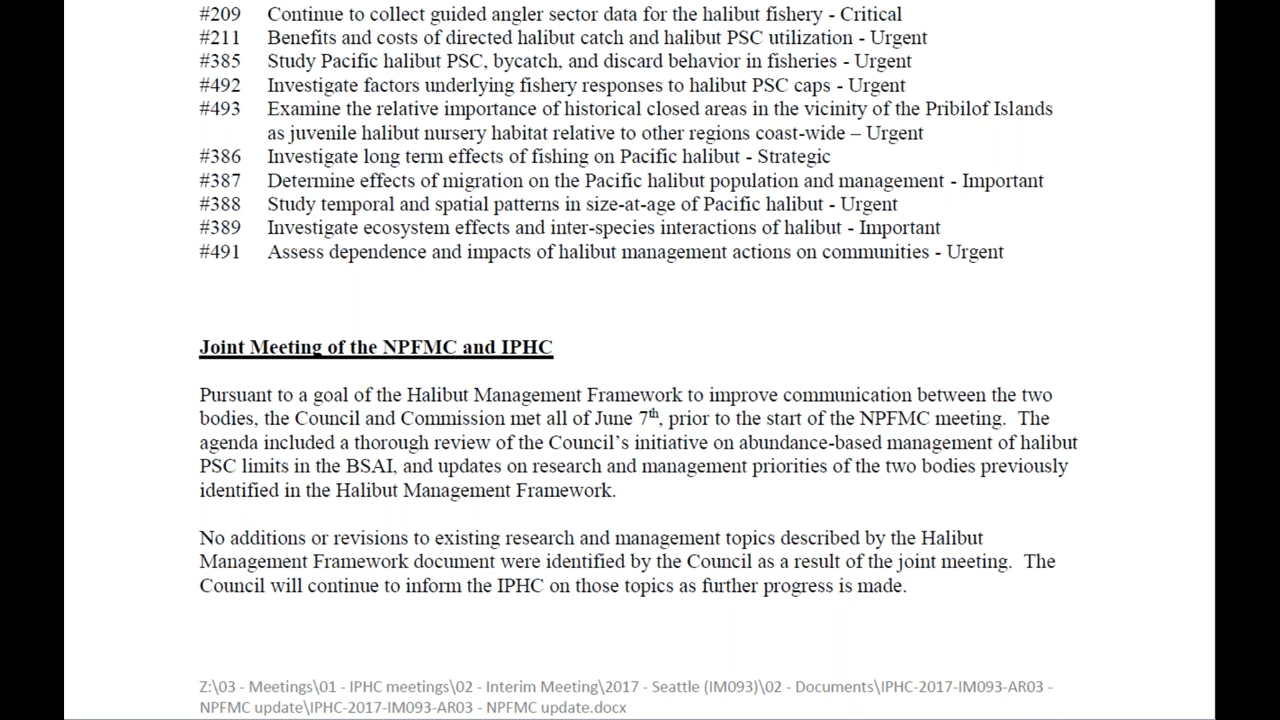 #209 Continue to collect guided angler sector data for the halibut fishery - Critical
#211 Benefits and costs of directed halibut catch and halibut PSC utilization - Urgent
#385 Study Pacific halibut PSC, bycatch, and discard behavior in fisheries - Urgent
#492 Investigate factors underlying fishery responses to halibut PSC caps - Urgent
#493 Examine the relative importance of historical closed areas in the vicinity of the Pribilof Islands
as juvenile halibut nursery habitat relative to other regions coast-wide – Urgent
#386 Investigate long term effects of fishing on Pacific halibut - Strategic
#387 Determine effects of migration on the Pacific halibut population and management - Important
#388 Study temporal and spatial patterns in size-at-age of Pacific halibut - Urgent
#389 Investigate ecosystem effects and inter-species interactions of halibut - Important
#491 Assess dependence and impacts of halibut management actions on communities - Urgent
Joint Meeting of the NPFMC and IPHC
Pursuant to a goal of the Halibut Management Framework to improve communication between the two
bodies, the Council and Commission met all of June 7th, prior to the start of the NPFMC meeting. The
agenda included a thorough review of the Council's initiative on abundance-based management of halibut
PSC limits in the BSAI, and updates on research and management priorities of the two bodies previously
identified in the Halibut Management Framework.
No additions or revisions to existing research and management topics described by the Halibut
Management Framework document were identified by the Council as a result of the joint meeting. The
Council will continue to inform the IPHC on those topics as further progress is made.
Z:\03 - Meetings\01 - IPHC meetings\02 - Interim Meeting\2017 - Seattle (IM093)\02 - Documents\IPHC-2017-IM093-AR03 -
NPFMC update\IPHC-2017-IM093-AR03 - NPFMC update.docx